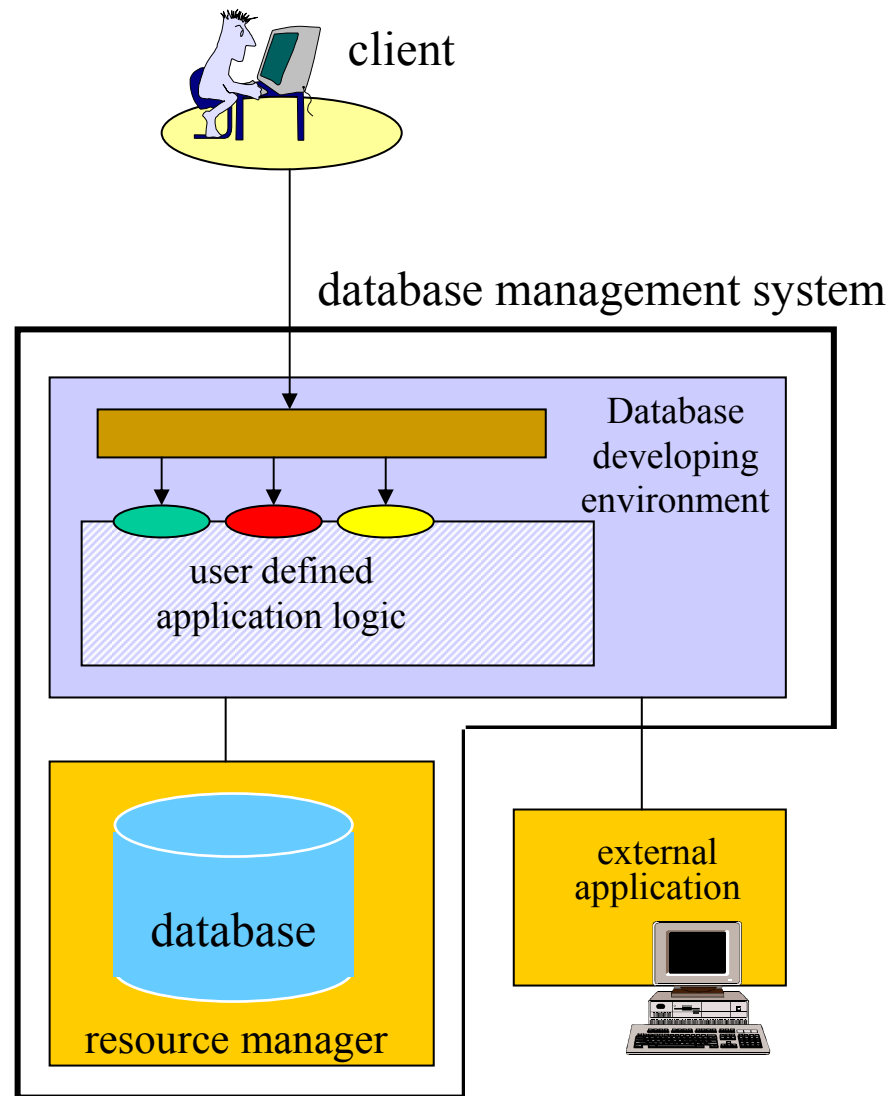 client
database management system
Database
developing
environment
user defined
application logic
database
resource manager
external
application